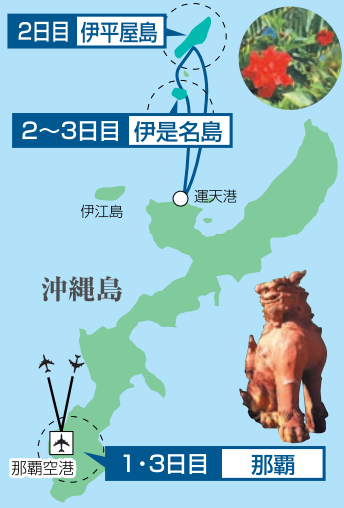 2日目 伊平屋島
2～3日目 伊是名島
運天港
伊江島
沖縄島
那覇空港
1・3日目 那覇